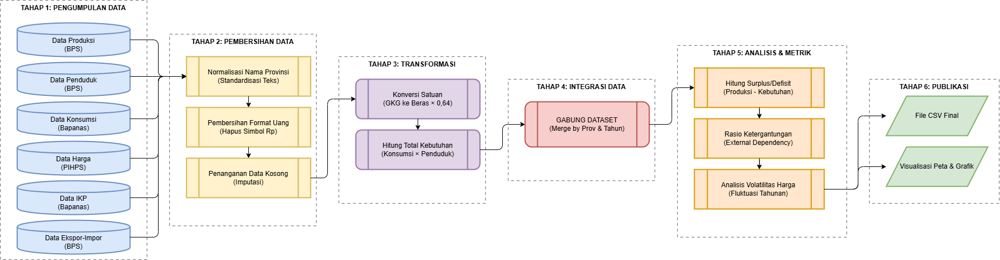 TAHAP 1: PENGUMPULAN DATA
Data Produksi
(BPS)
Data Penduduk
(BPS)
Data Konsumsi
(Bapanas)
Data Harga
(PIHPS)
Data IKP
(Bapanas)
Data Ekspor-Impor
(BPS)
TAHAP 2: PEMBERSIHAN DATA
Normalisasi Nama Provinsi
(Standardisasi Teks)
Pembersihan Format Uang
(Hapus Simbol Rp)
Penanganan Data Kosong
(Imputasi)
TAHAP 3: TRANSFORMASI
Konversi Satuan
(GKG ke Beras × 0,64)
Hitung Total Kebutuhan
(Konsumsi × Penduduk)
TAHAP 4: INTEGRASI DATA
GABUNG DATASET
(Merge by Prov & Tahun)
TAHAP 5: ANALISIS & METRIK
Hitung Surplus/Defisit
(Produksi - Kebutuhan)
Rasio Ketergantungan
(External Dependency)
Analisis Volatilitas Harga
(Fluktuasi Tahunan)
TAHAP 6: PUBLIKASI
File CSV Final
Visualisasi Peta & Grafik